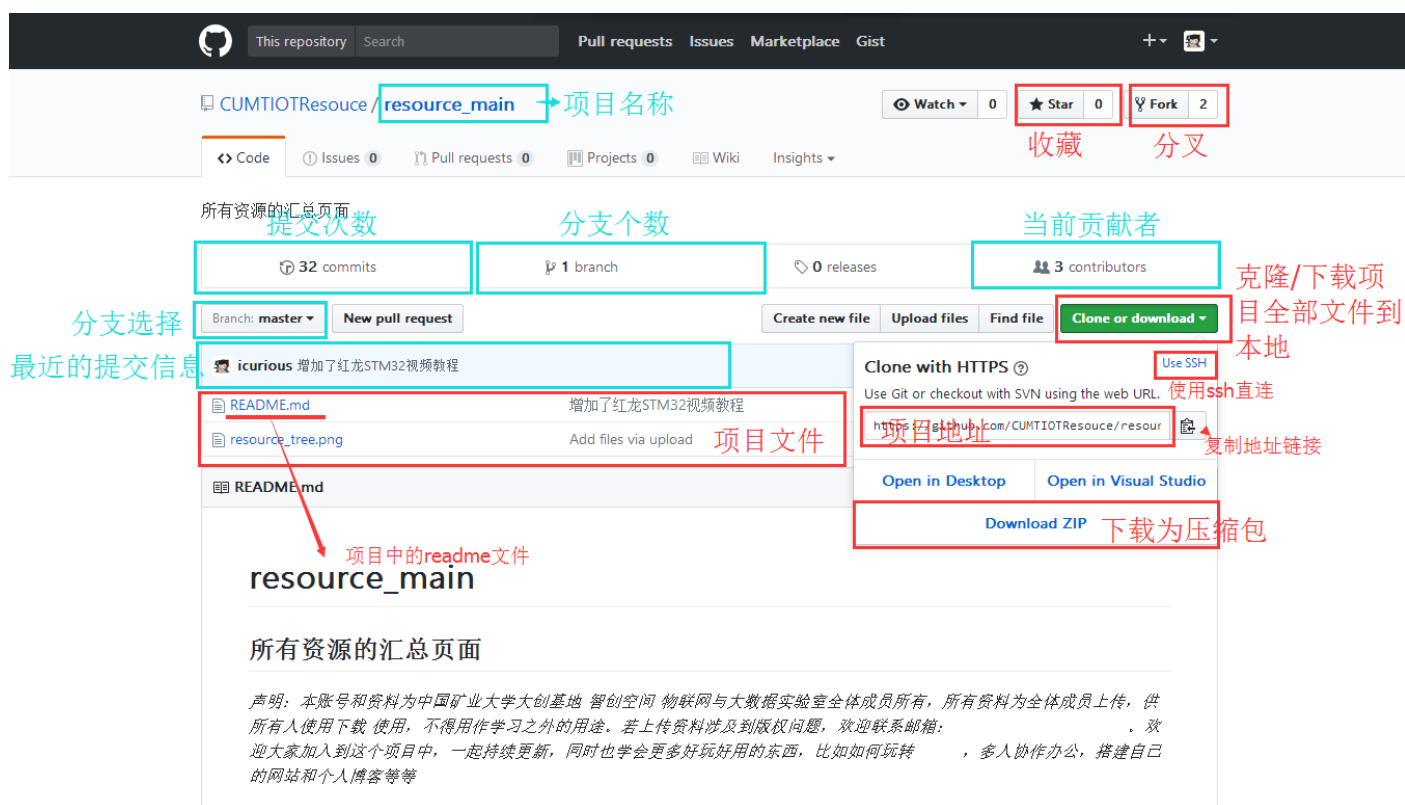 This repository Search Pull requests Issues Marketplace Gist
CUMTIOTResouce / resource_main 项目名称 Watch 0 Star 0 Fork 2
收藏 分叉
Code Issues 0 Pull requests 0 Projects 0 Wiki Insights
所有资源的汇总页面
提交次数 分支个数 当前贡献者
32 commits 1 branch 0 releases 3 contributors
克隆/下载项目全部文件到本地
分支选择 Branch: master New pull request Create new file Upload files Find file Clone or download
最近的提交信息 icurious 增加了红龙STM32视频教程
Clone with HTTPS Use SSH
使用ssh直连
Use Git or checkout with SVN using the web URL.
README.md 增加了红龙STM32视频教程
https://github.com/CUMTIOTResouce/resour
项目地址
复制地址链接
resource_tree.png Add files via upload 项目文件
Open in Desktop Open in Visual Studio
README.md
Download ZIP 下载为压缩包
项目中的readme文件
resource_main
所有资源的汇总页面
声明：本账号和资料为中国矿业大学大创基地 智创空间 物联网与大数据实验室全体成员所有，所有资料为全体成员上传，供
所有人使用下载 使用，不得用作学习之外的用途。若上传资料涉及到版权问题，欢迎联系邮箱： 。欢
迎大家加入到这个项目中，一起持续更新，同时也学会更多好玩好用的东西，比如如何玩转 ，多人协作办公，搭建自己
的网站和个人博客等等